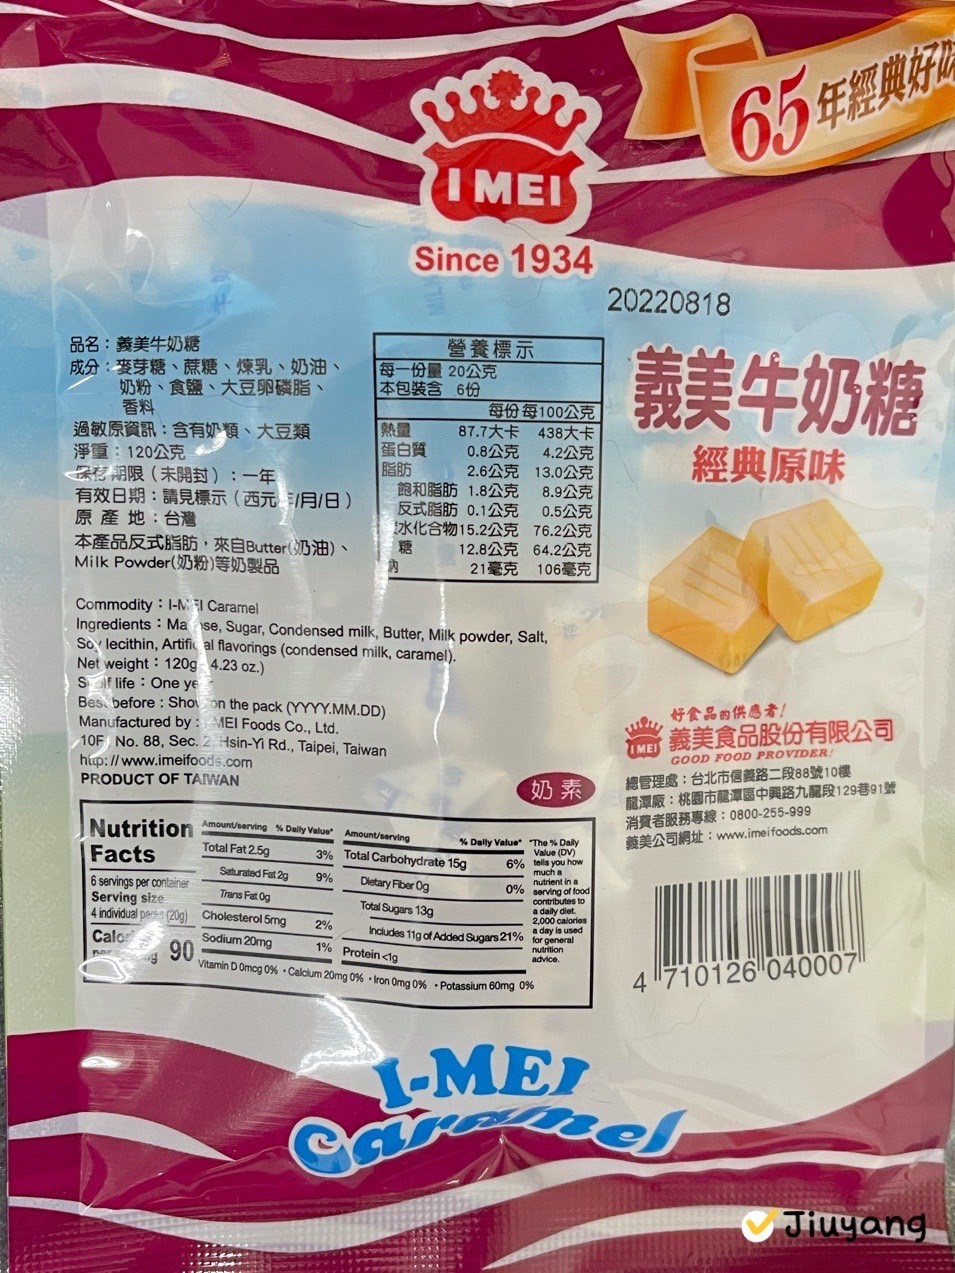 65年經典好味
I MEI
Since 1934
20220818
品名：義美牛奶糖
成分：麥芽糖、蔗糖、煉乳、奶油、
奶粉、食鹽、大豆卵磷脂、
香料
過敏原資訊：含有奶類、大豆類
淨重：120公克
保存期限（未開封）：一年
有效日期：請見標示（西元年/月/日）
原產地：台灣
本產品反式脂肪，來自Butter(奶油)、
Milk Powder(奶粉)等奶製品
營養標示
每一份量 20公克
本包裝含 6份
每份 每100公克
熱量 87.7大卡 438大卡
蛋白質 0.8公克 4.2公克
脂肪 2.6公克 13.0公克
飽和脂肪 1.8公克 8.9公克
反式脂肪 0.1公克 0.5公克
水化合物 15.2公克 76.2公克
糖 12.8公克 64.2公克
鈉 21毫克 106毫克
義美牛奶糖
經典原味
Commodity：I-MEI Caramel
Ingredients：Sugar, Condensed milk, Butter, Milk powder, Salt,
Soy lecithin, Artificial flavorings (condensed milk, caramel).
Net weight：120g 4.23 oz.)
Shelf life：One year
Best before : Show on the pack (YYYY.MM.DD)
Manufactured by : I-MEI Foods Co., Ltd.
10F, No. 88, Sec. 2, Hsin-Yi Rd., Taipei, Taiwan
http://www.imeifoods.com
PRODUCT OF TAIWAN
奶素
好食品的供應者!
I MEI 義美食品股份有限公司
GOOD FOOD PROVIDER!
總管理處：台北市信義路二段88號10樓
龍潭廠：桃園市龍潭區中興路九龍段129巷91號
消費者服務專線：0800-255-999
義美公司網址：www.imeifoods.com
Nutrition
Facts
6 servings per container
Serving size
4 individual packs (20g)
Calories
90
Amount/serving % Daily Value*
Total Fat 2.5g 3%
Saturated Fat 2g 9%
Trans Fat 0g
Cholesterol 5mg 2%
Sodium 20mg 1%
Amount/serving % Daily Value*
Total Carbohydrate 15g 6%
Dietary Fiber 0g 0%
Total Sugars 13g
Includes 11g of Added Sugars 21%
Protein <1g
Vitamin D 0mcg 0% • Calcium 20mg 0% • Iron 0mg 0% • Potassium 60mg 0%
*The % Daily
Value (DV)
tells you how
much a
nutrient in a
serving of food
contributes to
a daily diet.
2,000 calories
a day is used
for general
nutrition
advice.
4 710126 040007
I-MEI
Caramel
Jiuyang